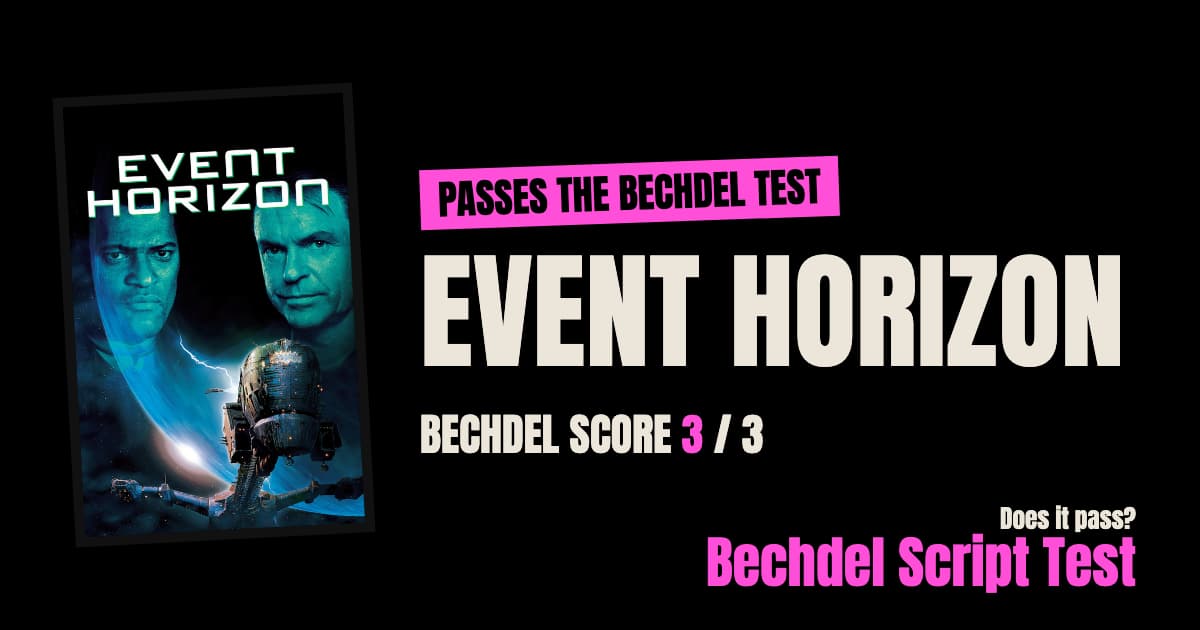 EVENT
HORIZON
PASSES THE BECHDEL TEST
EVENT HORIZON
BECHDEL SCORE 3 / 3
Does it pass?
Bechdel Script Test